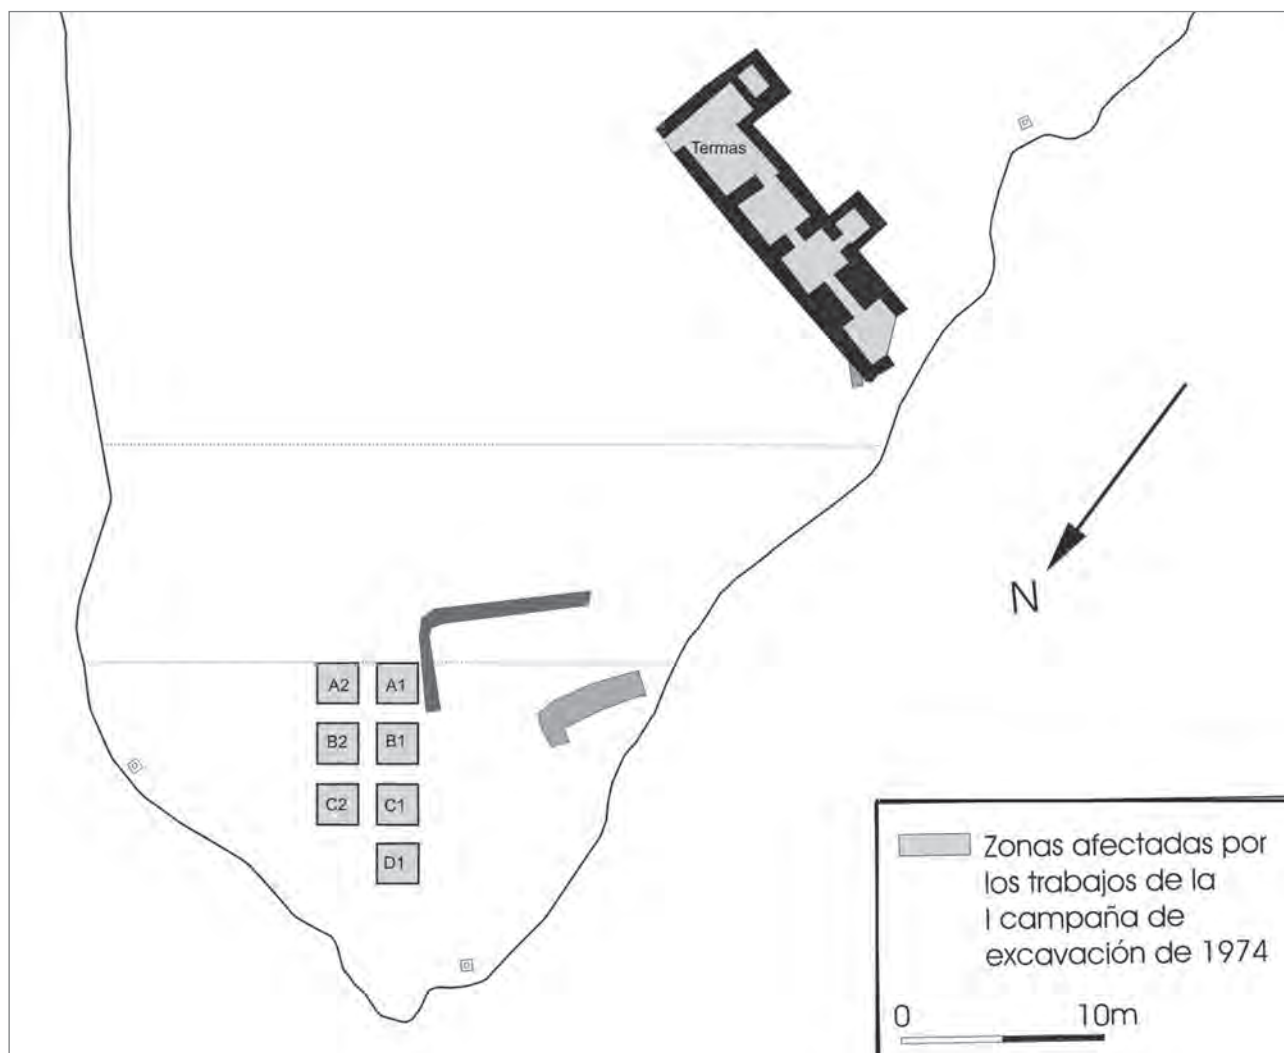 Termas
N
A2 A1
B2 B1
C2 C1
D1
Zonas afectadas por
los trabajos de la
I campaña de
excavación de 1974
0 10m